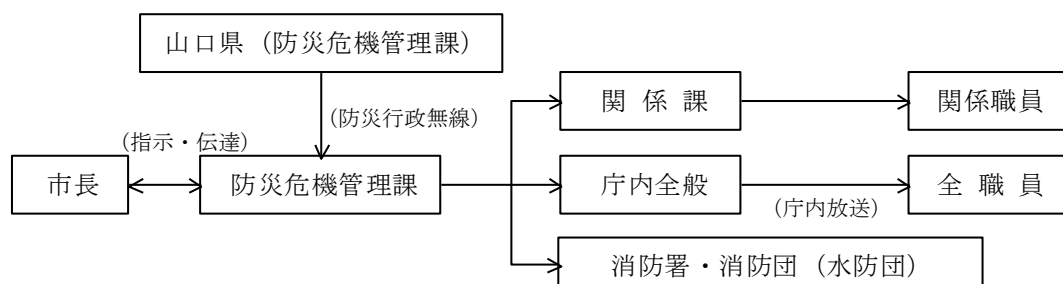 山口県（防災危機管理課）
（防災行政無線）
関 係 課
関係職員
（指示・伝達）
市長
防災危機管理課
庁内全般
全 職 員
（庁内放送）
消防署・消防団（水防団）